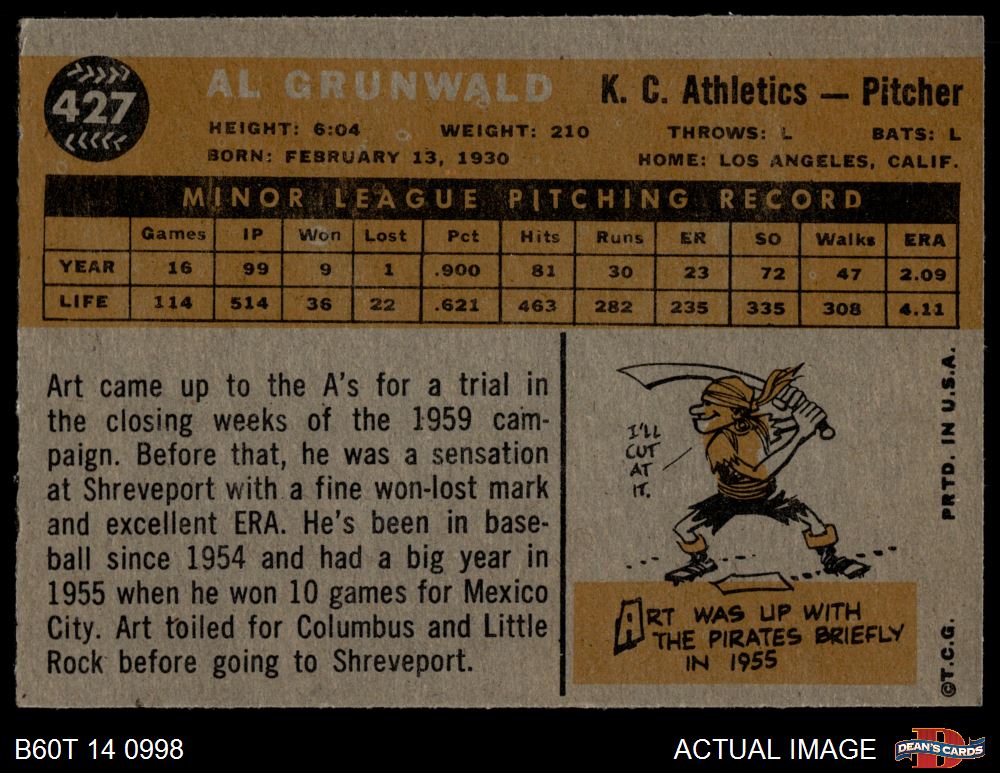 427
AL GRUNWALD
K. C. Athletics — Pitcher
HEIGHT: 6:04 WEIGHT: 210 THROWS: L BATS: L
BORN: FEBRUARY 13, 1930 HOME: LOS ANGELES, CALIF.
MINOR LEAGUE PITCHING RECORD
Games IP Won Lost Pct Hits Runs ER SO Walks ERA
YEAR 16 99 9 1 .900 81 30 23 72 47 2.09
LIFE 114 514 36 22 .621 463 282 235 335 308 4.11
Art came up to the A's for a trial in
the closing weeks of the 1959 cam-
paign. Before that, he was a sensation
at Shreveport with a fine won-lost mark
and excellent ERA. He's been in base-
ball since 1954 and had a big year in
1955 when he won 10 games for Mexico
City. Art toiled for Columbus and Little
Rock before going to Shreveport.
I'LL
CUT
AT
IT.
ART WAS UP WITH
THE PIRATES BRIEFLY
IN 1955
©T.C.G. PRTD. IN U.S.A.
B60T 14 0998
ACTUAL IMAGE
D
DEAN'S CARDS